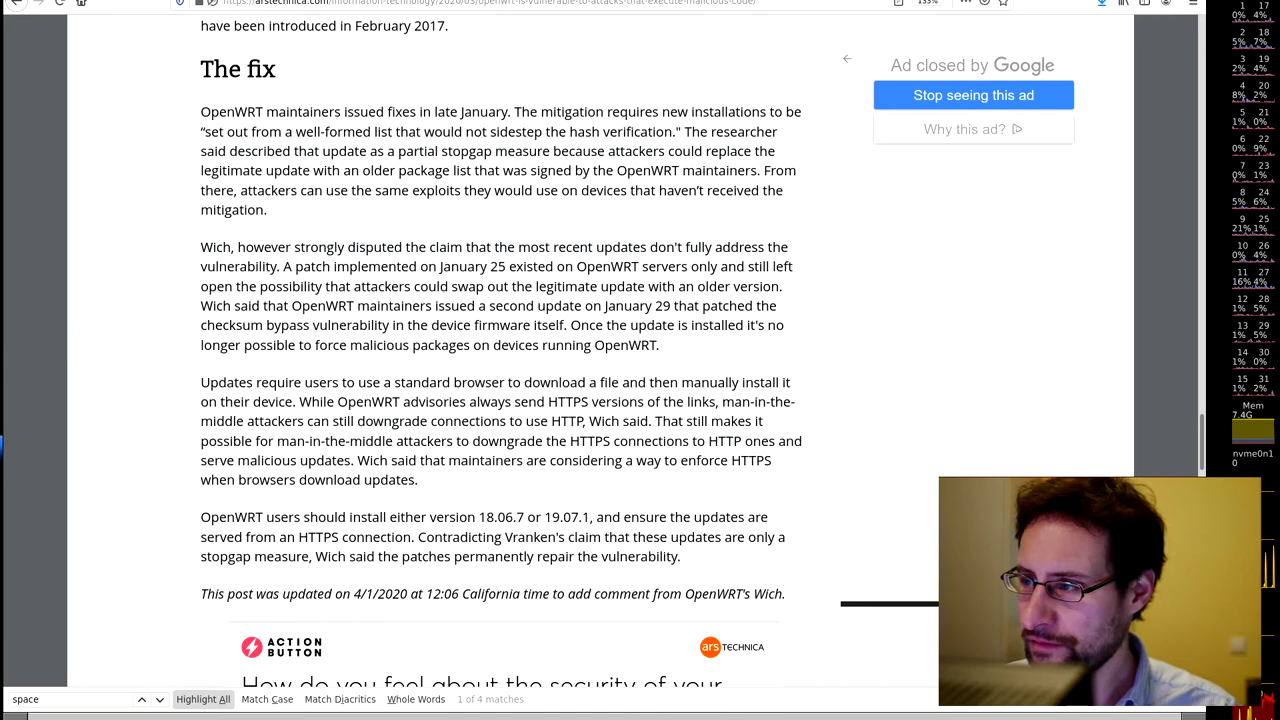 https://arstechnica.com/information-technology/2020/03/openwrt-is-vulnerable-to-attacks-that-execute-malicious-code/
133%
have been introduced in February 2017.
The fix
OpenWRT maintainers issued fixes in late January. The mitigation requires new installations to be
“set out from a well-formed list that would not sidestep the hash verification." The researcher
said described that update as a partial stopgap measure because attackers could replace the
legitimate update with an older package list that was signed by the OpenWRT maintainers. From
there, attackers can use the same exploits they would use on devices that haven’t received the
mitigation.
Wich, however strongly disputed the claim that the most recent updates don't fully address the
vulnerability. A patch implemented on January 25 existed on OpenWRT servers only and still left
open the possibility that attackers could swap out the legitimate update with an older version.
Wich said that OpenWRT maintainers issued a second update on January 29 that patched the
checksum bypass vulnerability in the device firmware itself. Once the update is installed it's no
longer possible to force malicious packages on devices running OpenWRT.
Updates require users to use a standard browser to download a file and then manually install it
on their device. While OpenWRT advisories always send HTTPS versions of the links, man-in-the-
middle attackers can still downgrade connections to use HTTP, Wich said. That still makes it
possible for man-in-the-middle attackers to downgrade the HTTPS connections to HTTP ones and
serve malicious updates. Wich said that maintainers are considering a way to enforce HTTPS
when browsers download updates.
OpenWRT users should install either version 18.06.7 or 19.07.1, and ensure the updates are
served from an HTTPS connection. Contradicting Vranken's claim that these updates are only a
stopgap measure, Wich said the patches permanently repair the vulnerability.
This post was updated on 4/1/2020 at 12:06 California time to add comment from OpenWRT's Wich.
ACTION
BUTTON
ars TECHNICA
How do you feel about the security of your
Ad closed by Google
Stop seeing this ad
Why this ad?
space
Highlight All
Match Case
Match Diacritics
Whole Words
1 of 4 matches
1 17
0% 4%
2 18
5% 7%
3 19
2% 4%
4 20
8% 2%
5 21
1% 0%
6 22
0% 9%
7 23
0% 1%
8 24
5% 6%
9 25
21% 1%
10 26
0% 4%
11 27
16% 4%
12 28
1% 5%
13 29
1% 5%
14 30
1% 0%
15 31
1% 2%
Mem
7.4G
nvme0n1
0